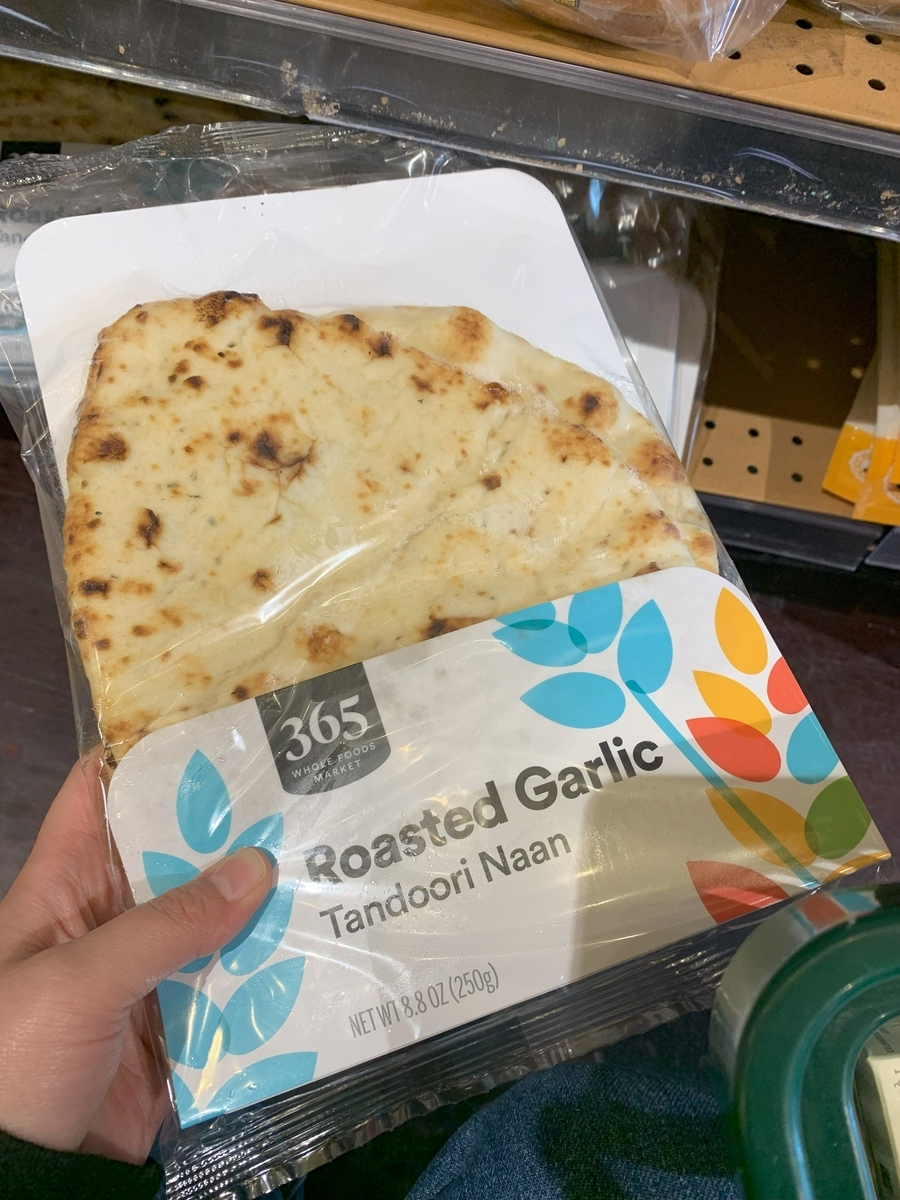 365
WHOLE FOODS
MARKET
Roasted Garlic
Tandoori Naan
NET WT 8.8 OZ (250g)